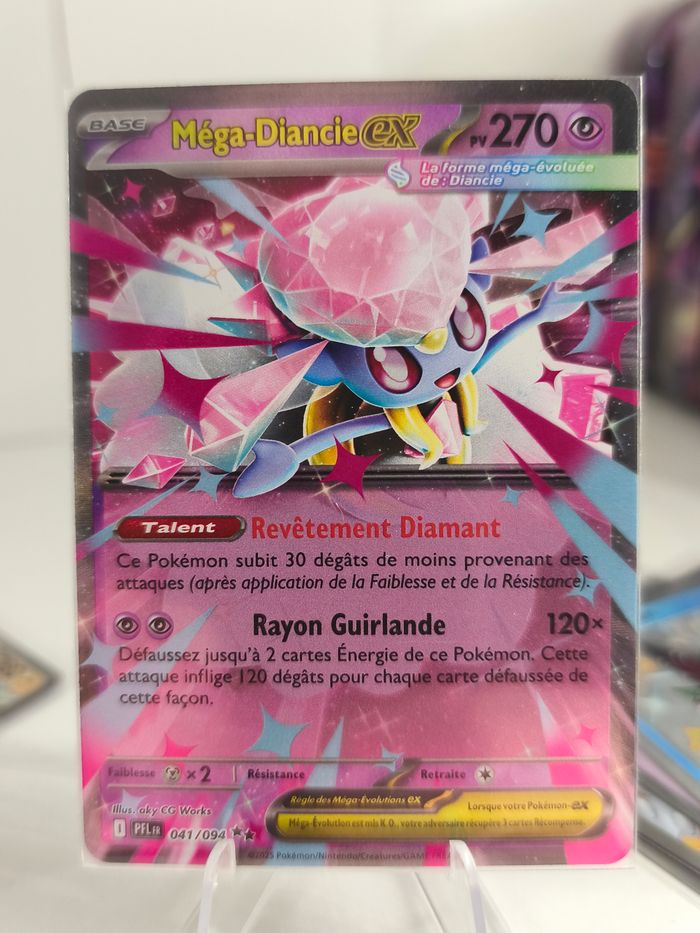 BASE
Méga-Diancie ex
PV 270
La forme méga-évoluée
de : Diancie
Talent Revêtement Diamant
Ce Pokémon subit 30 dégâts de moins provenant des
attaques (après application de la Faiblesse et de la Résistance).
Rayon Guirlande 120×
Défaussez jusqu'à 2 cartes Énergie de ce Pokémon. Cette
attaque inflige 120 dégâts pour chaque carte défaussée de
cette façon.
Faiblesse ×2 Résistance Retraite
Illus. aky CG Works
I PFL FR 041/094
Règle des Méga-Évolutions ex
Lorsque votre Pokémon-ex
Méga-Évolution est mis K.O., votre adversaire récupère 3 cartes Récompense.
©2025 Pokémon/Nintendo/Creatures/GAME FREAK